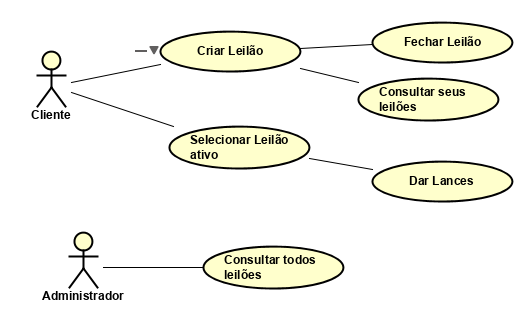 Criar Leilão
Fechar Leilão
Consultar seus
leilões
Cliente
Selecionar Leilão
ativo
Dar Lances
Consultar todos
leilões
Administrador